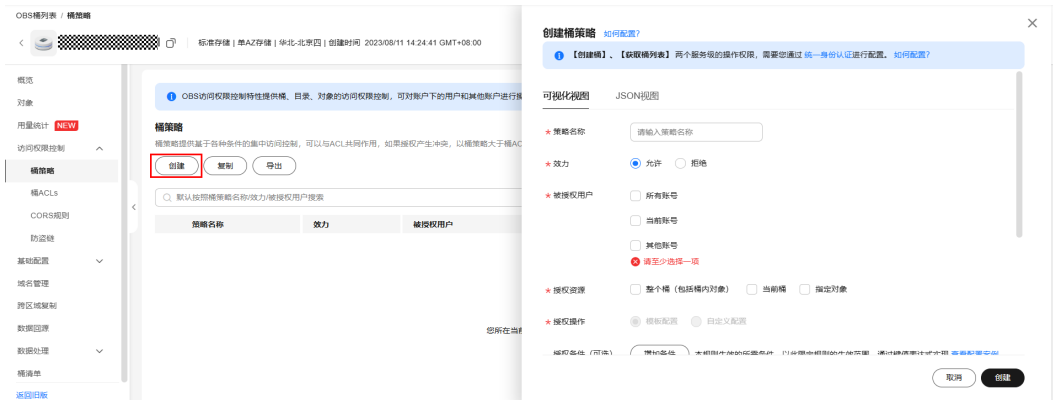 OBS桶列表 / 桶策略
标准存储 | 单AZ存储 | 华北-北京四 | 创建时间 2023/08/11 14:24:41 GMT+08:00
概览
对象
用量统计 NEW
访问权限控制
桶策略
桶ACLs
CORS规则
防盗链
基础配置
域名管理
跨区域复制
数据回源
数据处理
桶清单
返回旧版
OBS访问权限控制特性提供桶、目录、对象的访问权限控制，可对账户下的用户和其他账户进行
桶策略
桶策略提供基于各种条件的集中访问控制，可以与ACL共同作用，如果授权产生冲突，以桶策略大于桶AC
创建 复制 导出
默认按照桶策略名称/效力/被授权用户搜索
策略名称 效力 被授权用户
您所在当前
创建桶策略 如何配置?
【创建桶】、【获取桶列表】两个服务级的操作权限，需要您通过 统一身份认证进行配置。 如何配置?
可视化视图 JSON视图
★ 策略名称 请输入策略名称
★ 效力 允许 拒绝
★ 被授权用户 所有账号
当前账号
其他账号
请至少选择一项
★ 授权资源 整个桶（包括桶内对象） 当前桶 指定对象
★ 授权操作 模板配置 自定义配置
授权条件（可选） 增加条件 本规则生效的所需条件，以此限定规则的生效范围，通过键值表达式实现 查看配置案例
取消 创建